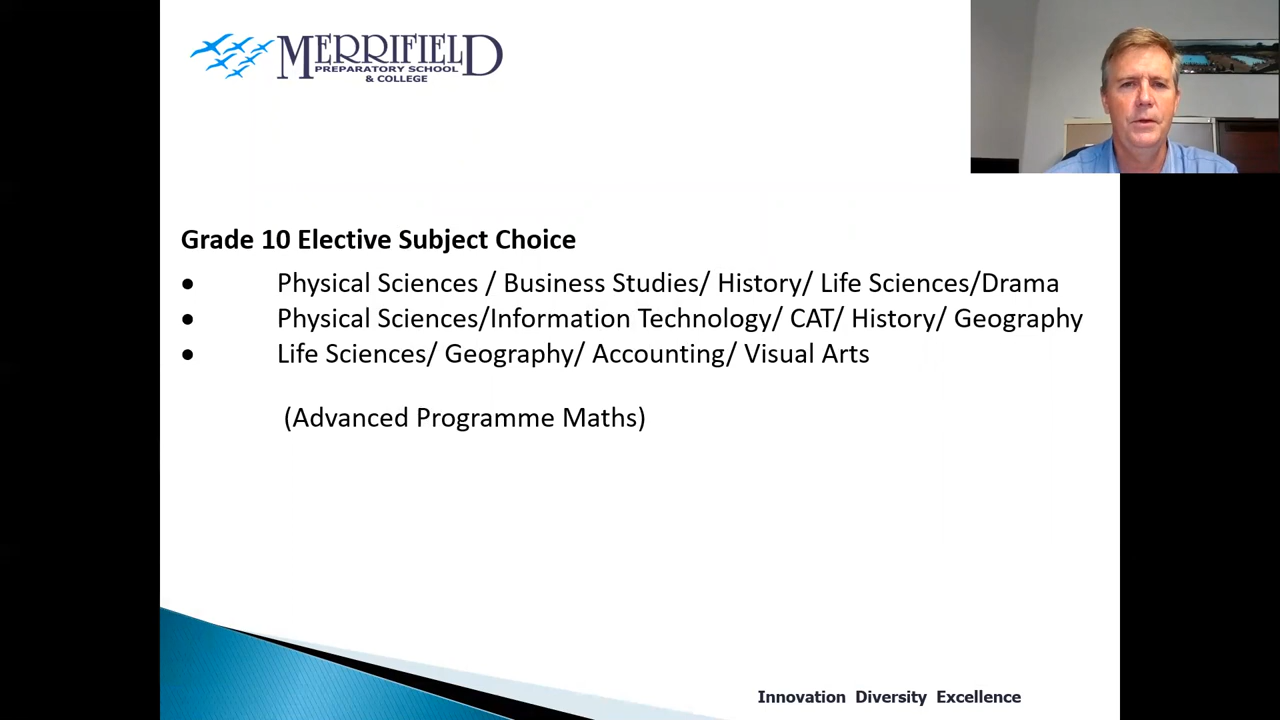 MERRIFIELD
PREPARATORY SCHOOL
& COLLEGE
Grade 10 Elective Subject Choice
• Physical Sciences / Business Studies/ History/ Life Sciences/Drama
• Physical Sciences/Information Technology/ CAT/ History/ Geography
• Life Sciences/ Geography/ Accounting/ Visual Arts
(Advanced Programme Maths)
Innovation Diversity Excellence